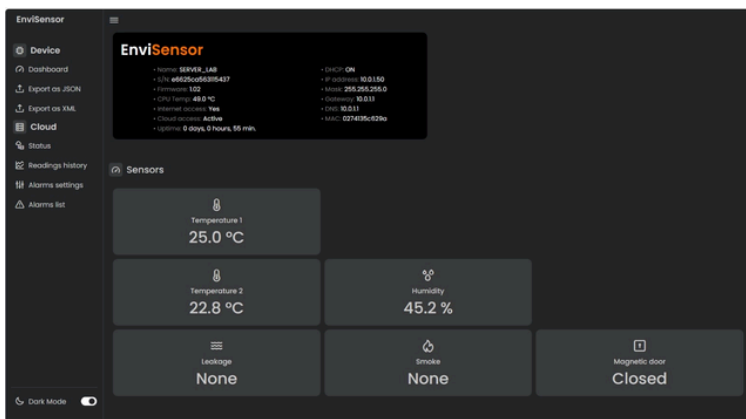 EnviSensor
Device
Dashboard
Export as JSON
Export as XML
Cloud
Status
Readings history
Alarms settings
Alarms list
Dark Mode
EnviSensor
• Name: SERVER_LAB
• S/N: e6625ca563115437
• Firmware: 1.02
• CPU Temp: 49.0 °C
• Internet access: Yes
• Cloud access: Active
• Uptime: 0 days, 0 hours, 55 min.
• DHCP: ON
• IP address: 10.0.1.50
• Mask: 255.255.255.0
• Gateway: 10.0.1.1
• DNS: 10.0.1.1
• MAC: 0274135c629a
Sensors
Temperature 1
25.0 °C
Temperature 2
22.8 °C
Humidity
45.2 %
Leakage
None
Smoke
None
Magnetic door
Closed